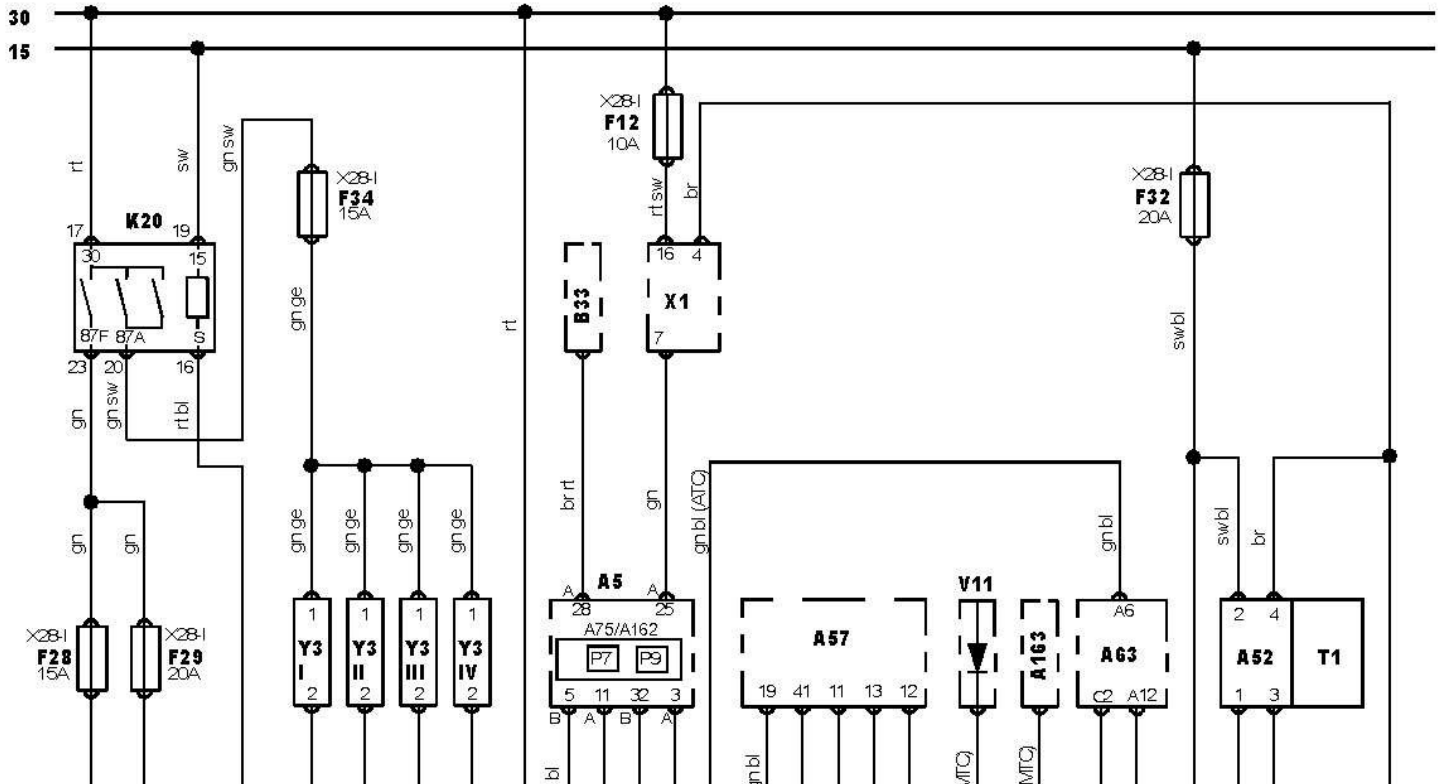 30
15
X28-I
F12
10A
X28-I
F34
15A
X28-I
F32
20A
rt
sw
gn sw
rt sw
br
K20
17
19
30
15
87F
87A
S
23
20
16
16
4
X1
7
B33
gn ge
rt
sw bl
gn
gn sw
rt bl
br rt
gn
gn bl (ATC)
gn bl
sw bl
br
gn
gn
gn ge
gn ge
gn ge
gn ge
A5
V11
A
A
28
25
A75/A162
P7
P9
5
11
32
3
B
A
B
A
1
Y3
I
2
1
Y3
II
2
1
Y3
III
2
1
Y3
IV
2
A57
19
41
11
13
12
A163
A6
A63
C2
A12
2
4
A52
T1
1
3
X28-I
F28
15A
X28-I
F29
20A
bl